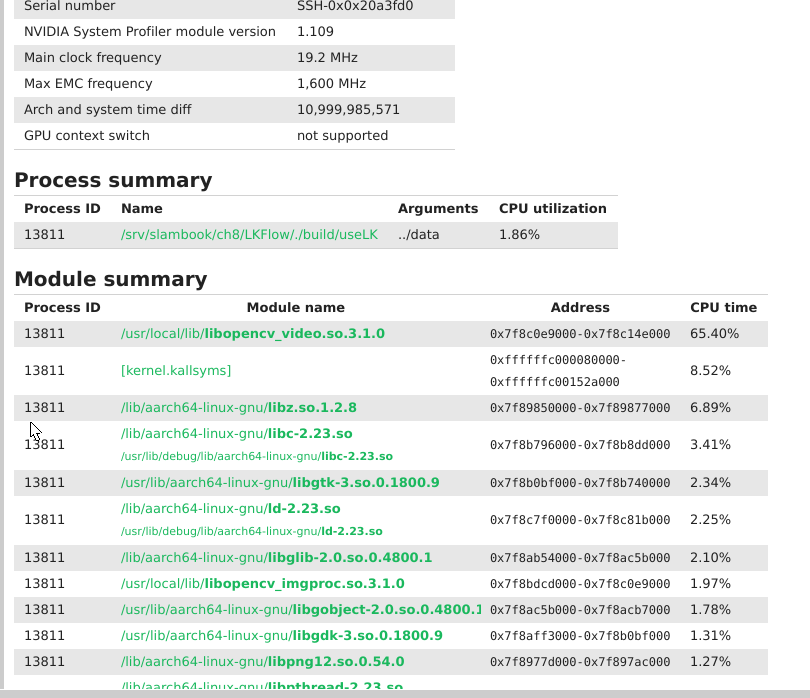 Serial number SSH-0x0x20a3fd0
NVIDIA System Profiler module version 1.109
Main clock frequency 19.2 MHz
Max EMC frequency 1,600 MHz
Arch and system time diff 10,999,985,571
GPU context switch not supported
Process summary
Process ID Name Arguments CPU utilization
13811 /srv/slambook/ch8/LKFlow/./build/useLK ../data 1.86%
Module summary
Process ID Module name Address CPU time
13811 /usr/local/lib/libopencv_video.so.3.1.0 0x7f8c0e9000-0x7f8c14e000 65.40%
13811 [kernel.kallsyms] 0xffffffc000080000-
0xffffffc00152a000 8.52%
13811 /lib/aarch64-linux-gnu/libz.so.1.2.8 0x7f89850000-0x7f89877000 6.89%
13811 /lib/aarch64-linux-gnu/libc-2.23.so 0x7f8b796000-0x7f8b8dd000 3.41%
/usr/lib/debug/lib/aarch64-linux-gnu/libc-2.23.so
13811 /usr/lib/aarch64-linux-gnu/libgtk-3.so.0.1800.9 0x7f8b0bf000-0x7f8b740000 2.34%
13811 /lib/aarch64-linux-gnu/ld-2.23.so 0x7f8c7f0000-0x7f8c81b000 2.25%
/usr/lib/debug/lib/aarch64-linux-gnu/ld-2.23.so
13811 /lib/aarch64-linux-gnu/libglib-2.0.so.0.4800.1 0x7f8ab54000-0x7f8ac5b000 2.10%
13811 /usr/local/lib/libopencv_imgproc.so.3.1.0 0x7f8bdcd000-0x7f8c0e9000 1.97%
13811 /usr/lib/aarch64-linux-gnu/libgobject-2.0.so.0.4800.1 0x7f8ac5b000-0x7f8acb7000 1.78%
13811 /usr/lib/aarch64-linux-gnu/libgdk-3.so.0.1800.9 0x7f8aff3000-0x7f8b0bf000 1.31%
13811 /lib/aarch64-linux-gnu/libpng12.so.0.54.0 0x7f8977d000-0x7f897ac000 1.27%
/lib/aarch64-linux-gnu/libpthread-2.23.so